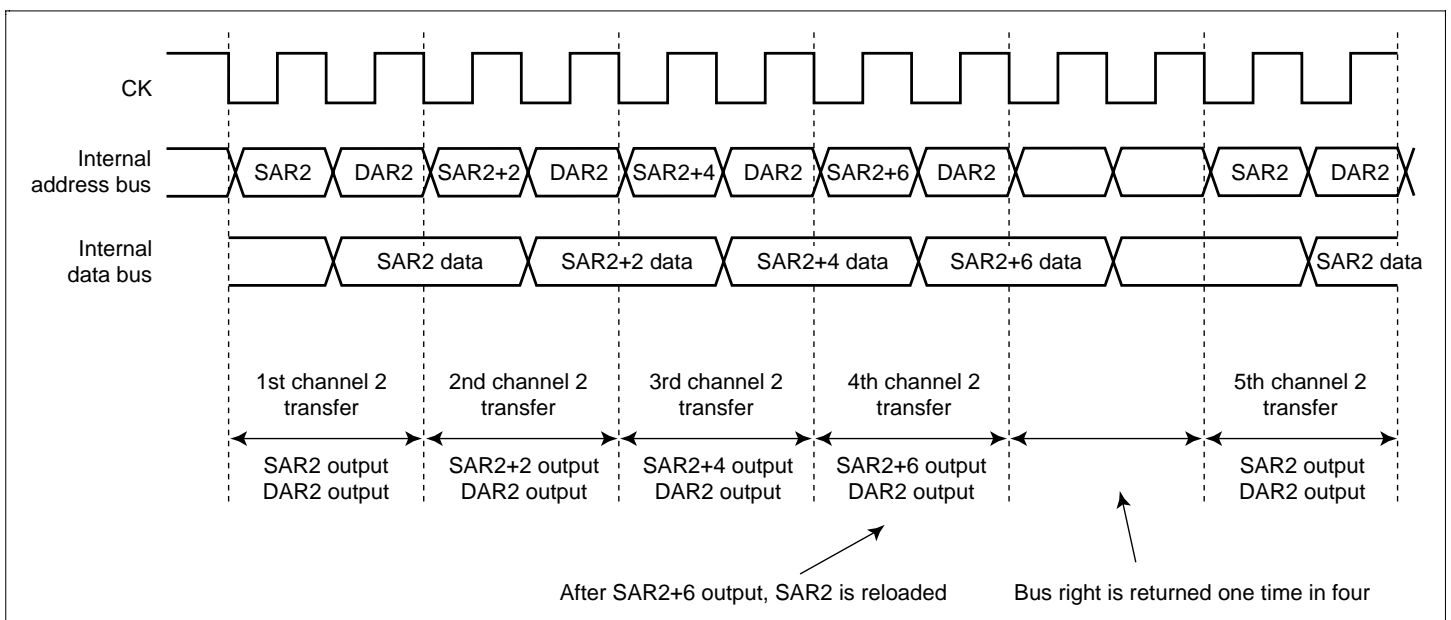 CK
Internal
address bus
SAR2 DAR2 SAR2+2 DAR2 SAR2+4 DAR2 SAR2+6 DAR2 SAR2 DAR2
Internal
data bus
SAR2 data SAR2+2 data SAR2+4 data SAR2+6 data SAR2 data
1st channel 2
transfer
2nd channel 2
transfer
3rd channel 2
transfer
4th channel 2
transfer
5th channel 2
transfer
SAR2 output
DAR2 output
SAR2+2 output
DAR2 output
SAR2+4 output
DAR2 output
SAR2+6 output
DAR2 output
SAR2 output
DAR2 output
After SAR2+6 output, SAR2 is reloaded
Bus right is returned one time in four